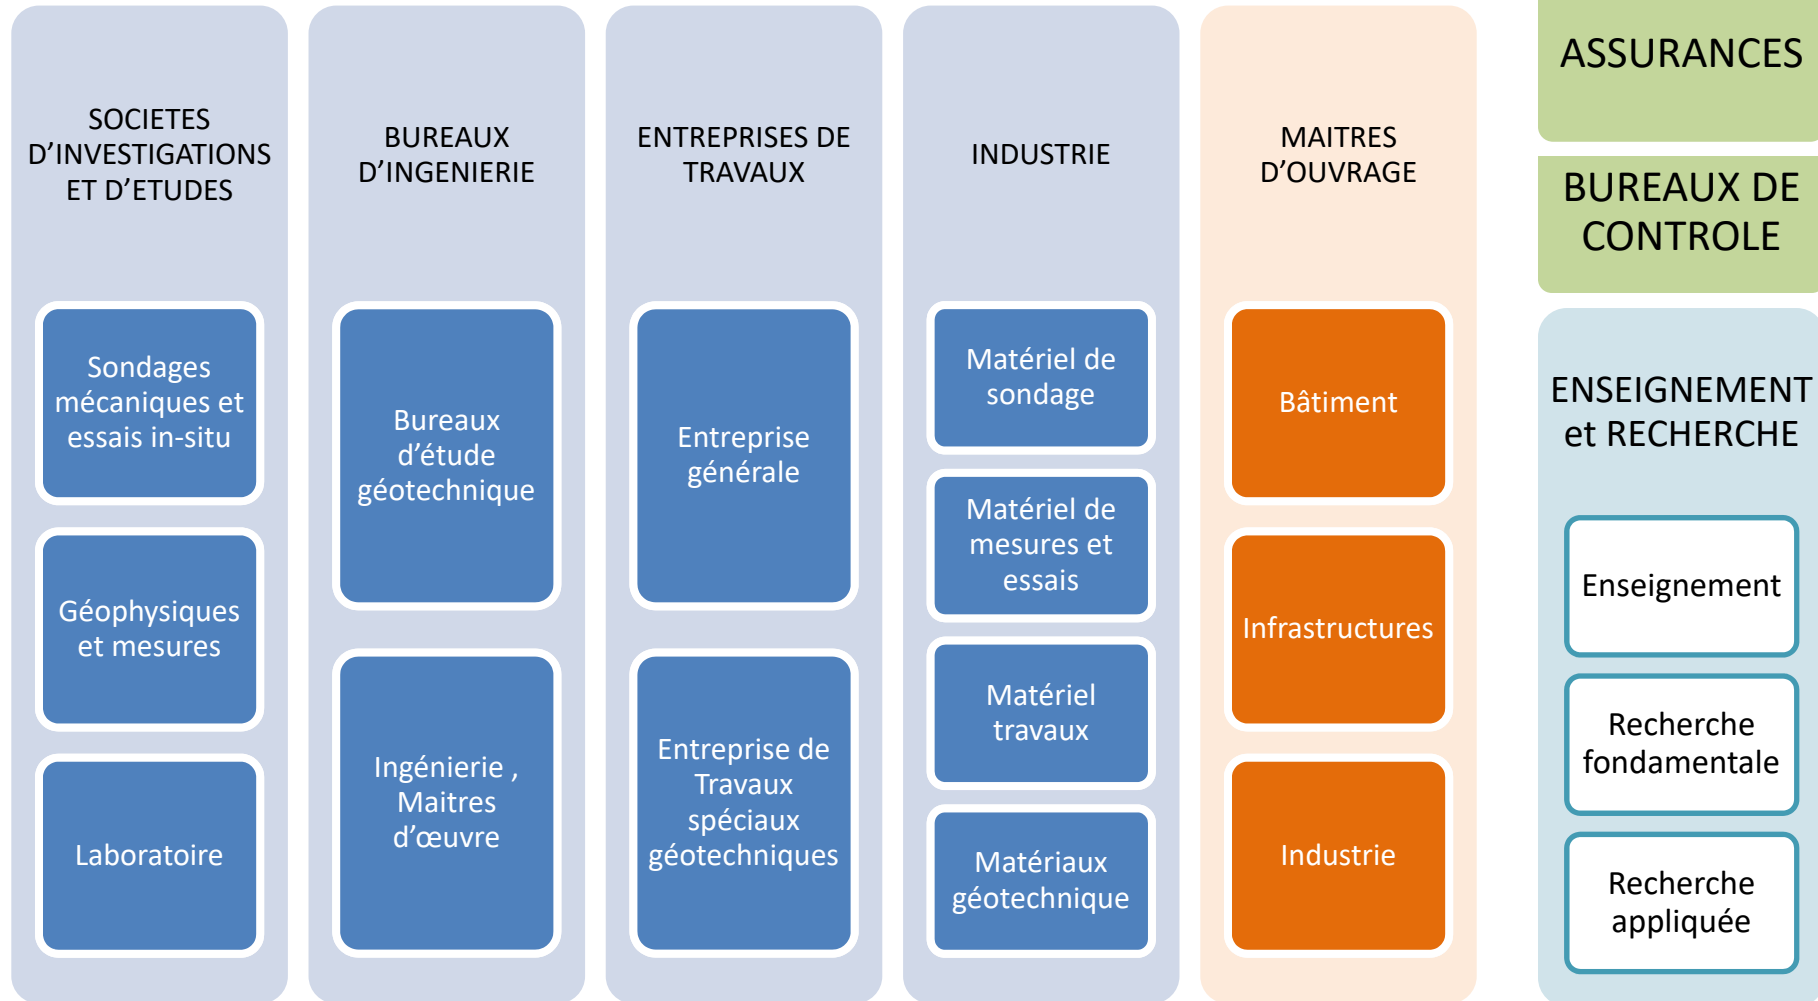 SOCIETES
D’INVESTIGATIONS
ET D’ETUDES
Sondages
mécaniques et
essais in-situ
Géophysiques
et mesures
Laboratoire
BUREAUX
D’INGENIERIE
Bureaux
d’étude
géotechnique
Ingénierie ,
Maitres
d’œuvre
ENTREPRISES DE
TRAVAUX
Entreprise
générale
Entreprise de
Travaux
spéciaux
géotechniques
INDUSTRIE
Matériel de
sondage
Matériel de
mesures et
essais
Matériel
travaux
Matériaux
géotechnique
MAITRES
D’OUVRAGE
Bâtiment
Infrastructures
Industrie
ASSURANCES
BUREAUX DE
CONTROLE
ENSEIGNEMENT
et RECHERCHE
Enseignement
Recherche
fondamentale
Recherche
appliquée